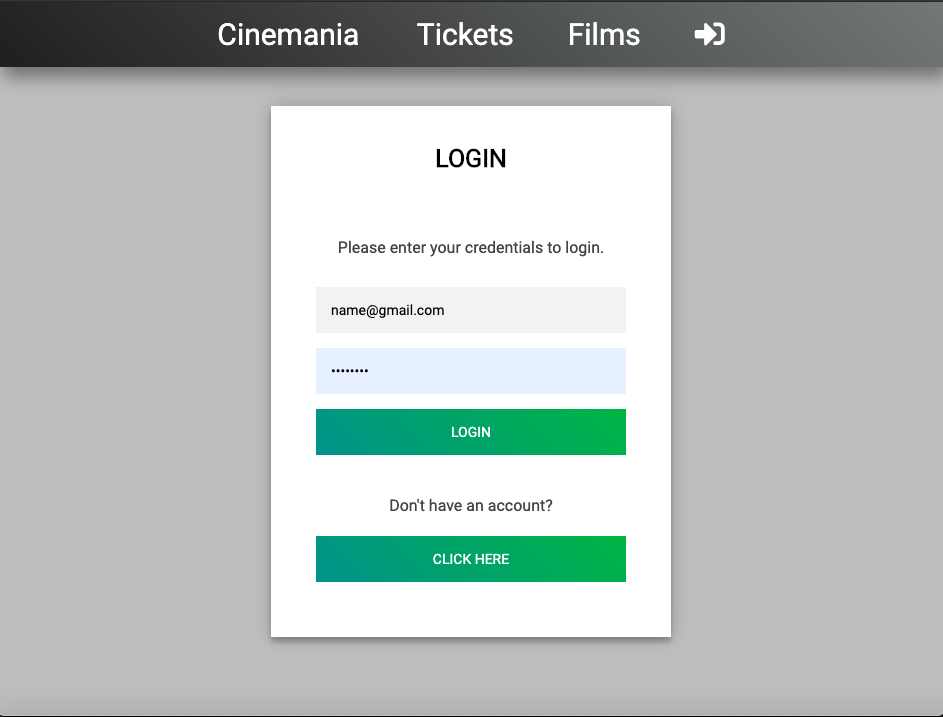 Cinemania Tickets Films
LOGIN
Please enter your credentials to login.
name@gmail.com
••••••••
LOGIN
Don't have an account?
CLICK HERE